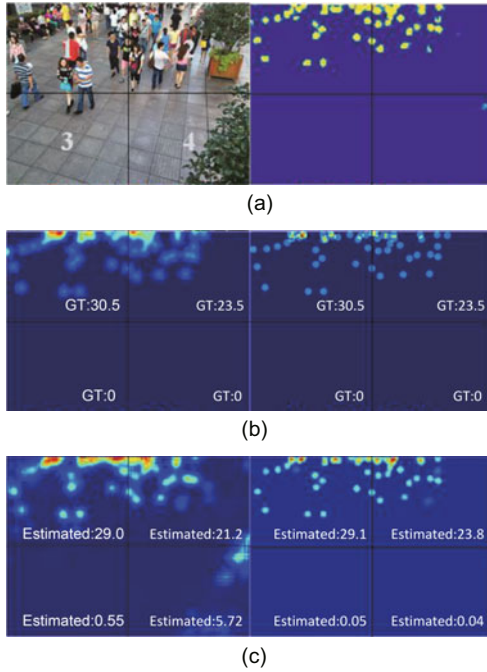 1
2
3
4
(a)
GT:30.5 GT:23.5 GT:30.5 GT:23.5
GT:0 GT:0 GT:0 GT:0
(b)
Estimated:29.0 Estimated:21.2 Estimated:29.1 Estimated:23.8
Estimated:0.55 Estimated:5.72 Estimated:0.05 Estimated:0.04
(c)